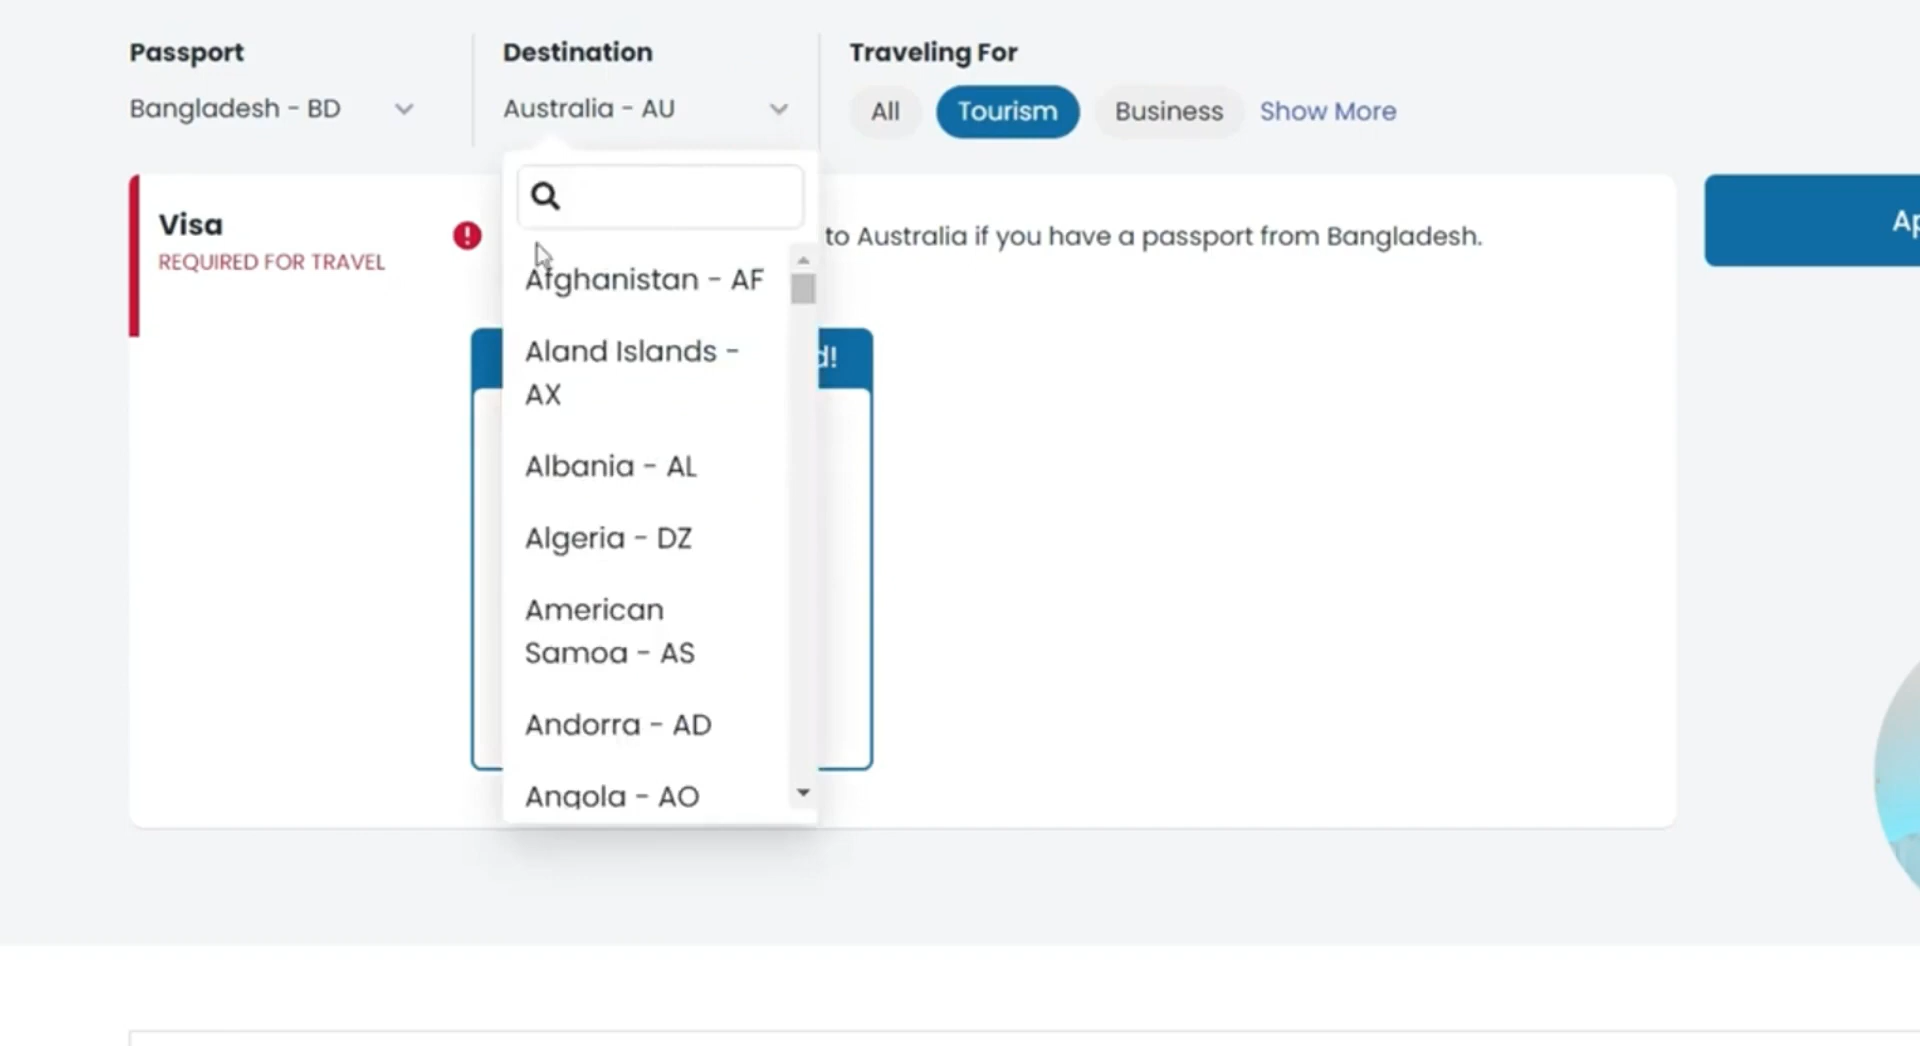 Passport
Destination
Traveling For
Bangladesh - BD
Australia - AU
All
Tourism
Business
Show More
Visa
REQUIRED FOR TRAVEL
to Australia if you have a passport from Bangladesh.
Afghanistan - AF
Aland Islands -
AX
Albania - AL
Algeria - DZ
American
Samoa - AS
Andorra - AD
Angola - AO